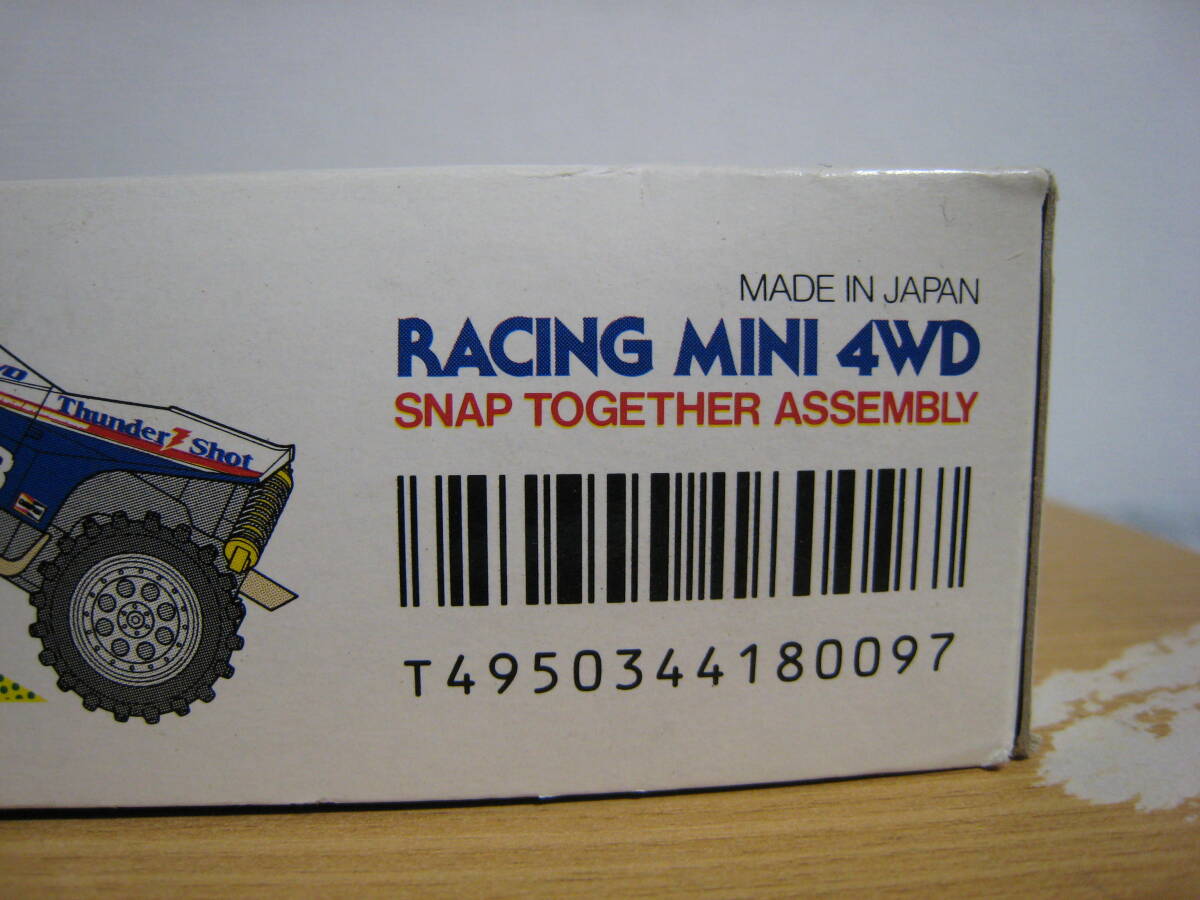 MADE IN JAPAN
RACING MINI 4WD
SNAP TOGETHER ASSEMBLY
Thunder Shot
T4950344180097